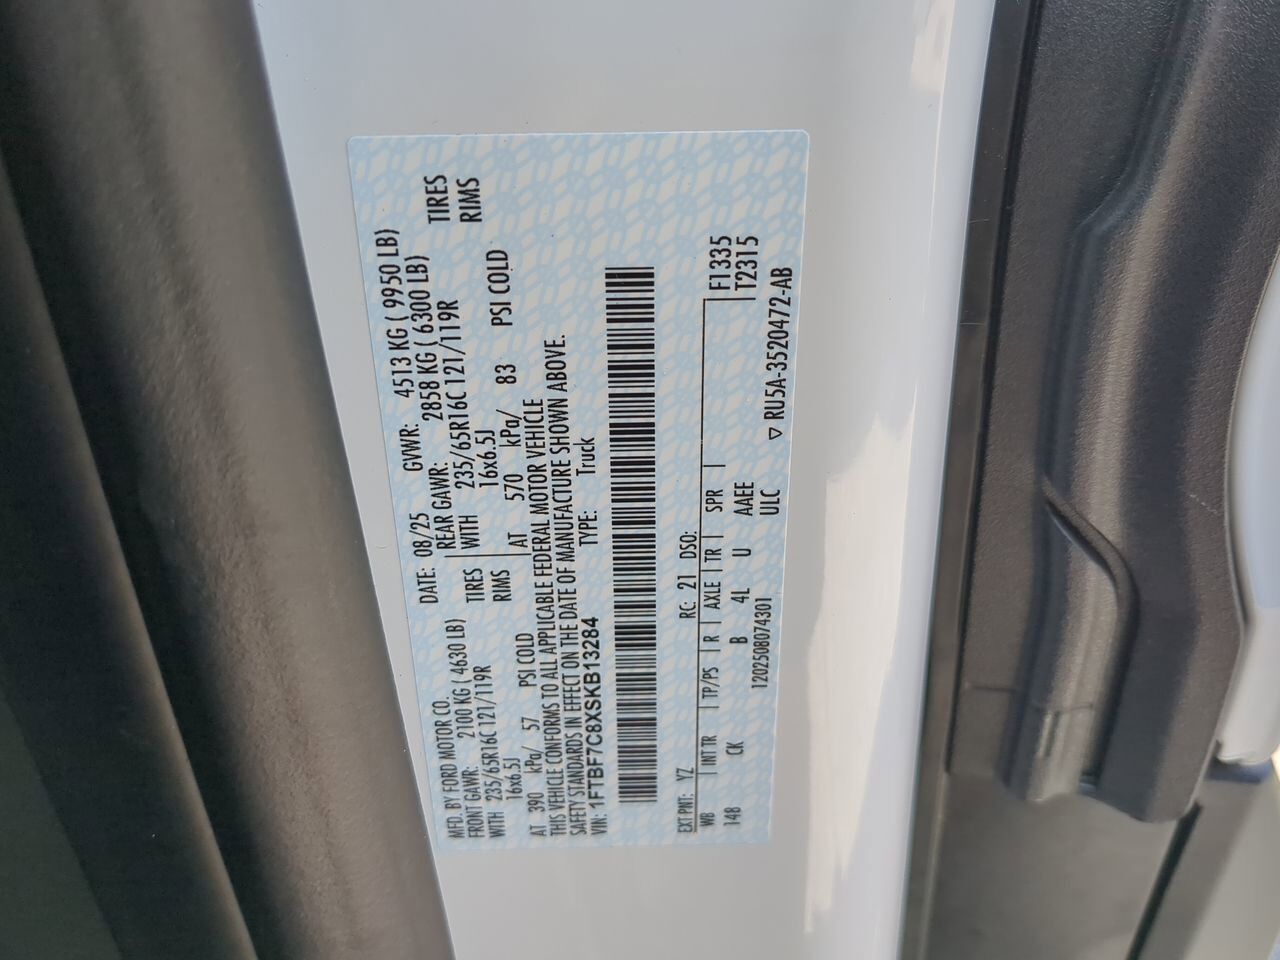 MFD. BY FORD MOTOR CO.
DATE: 08/25 GVWR: 4513 KG ( 9950 LB)
FRONT GAWR: 2100 KG ( 4630 LB) REAR GAWR: 2858 KG ( 6300 LB)
WITH 235/65R16C 121/119R TIRES WITH 235/65R16C 121/119R TIRES
16x6.5J RIMS 16x6.5J RIMS
AT 390 kPa/ 57 PSI COLD AT 570 kPa/ 83 PSI COLD
THIS VEHICLE CONFORMS TO ALL APPLICABLE FEDERAL MOTOR VEHICLE
SAFETY STANDARDS IN EFFECT ON THE DATE OF MANUFACTURE SHOWN ABOVE.
VIN: 1FTBF7C8XSKB13284 TYPE: Truck
EXT PNT: YZ RC: 21 DSO: F1335
WB INT TR TP/PS R AXLE TR SPR T2315
148 CK B 4L U AAEE
1202508074301 ULC ▽ RU5A-3520472-AB